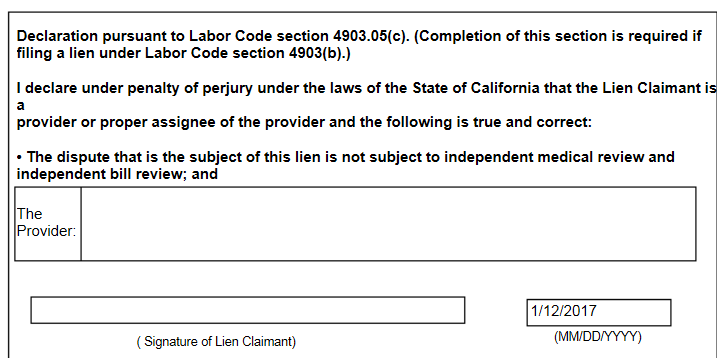 Declaration pursuant to Labor Code section 4903.05(c). (Completion of this section is required if
filing a lien under Labor Code section 4903(b).)
I declare under penalty of perjury under the laws of the State of California that the Lien Claimant is
a
provider or proper assignee of the provider and the following is true and correct:
• The dispute that is the subject of this lien is not subject to independent medical review and
independent bill review; and
The
Provider:
1/12/2017
( Signature of Lien Claimant)
(MM/DD/YYYY)